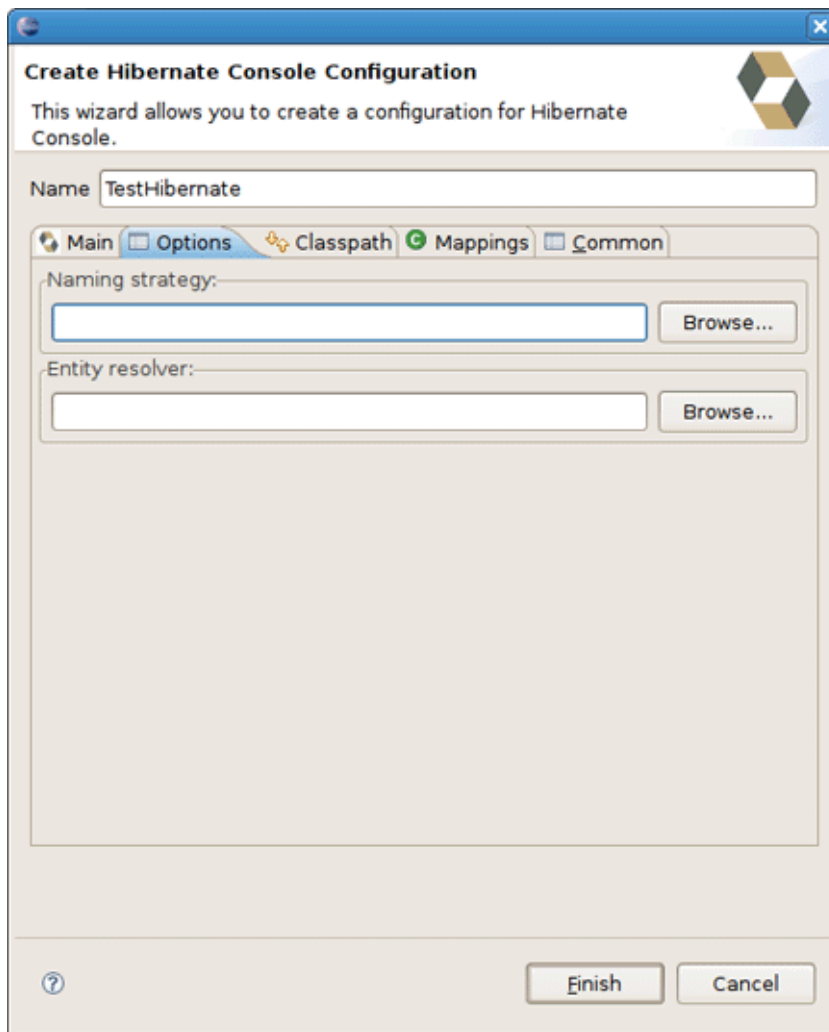 Create Hibernate Console Configuration
This wizard allows you to create a configuration for Hibernate
Console.
Name TestHibernate
Main Options Classpath Mappings Common
Naming strategy:
Browse...
Entity resolver:
Browse...
Finish Cancel